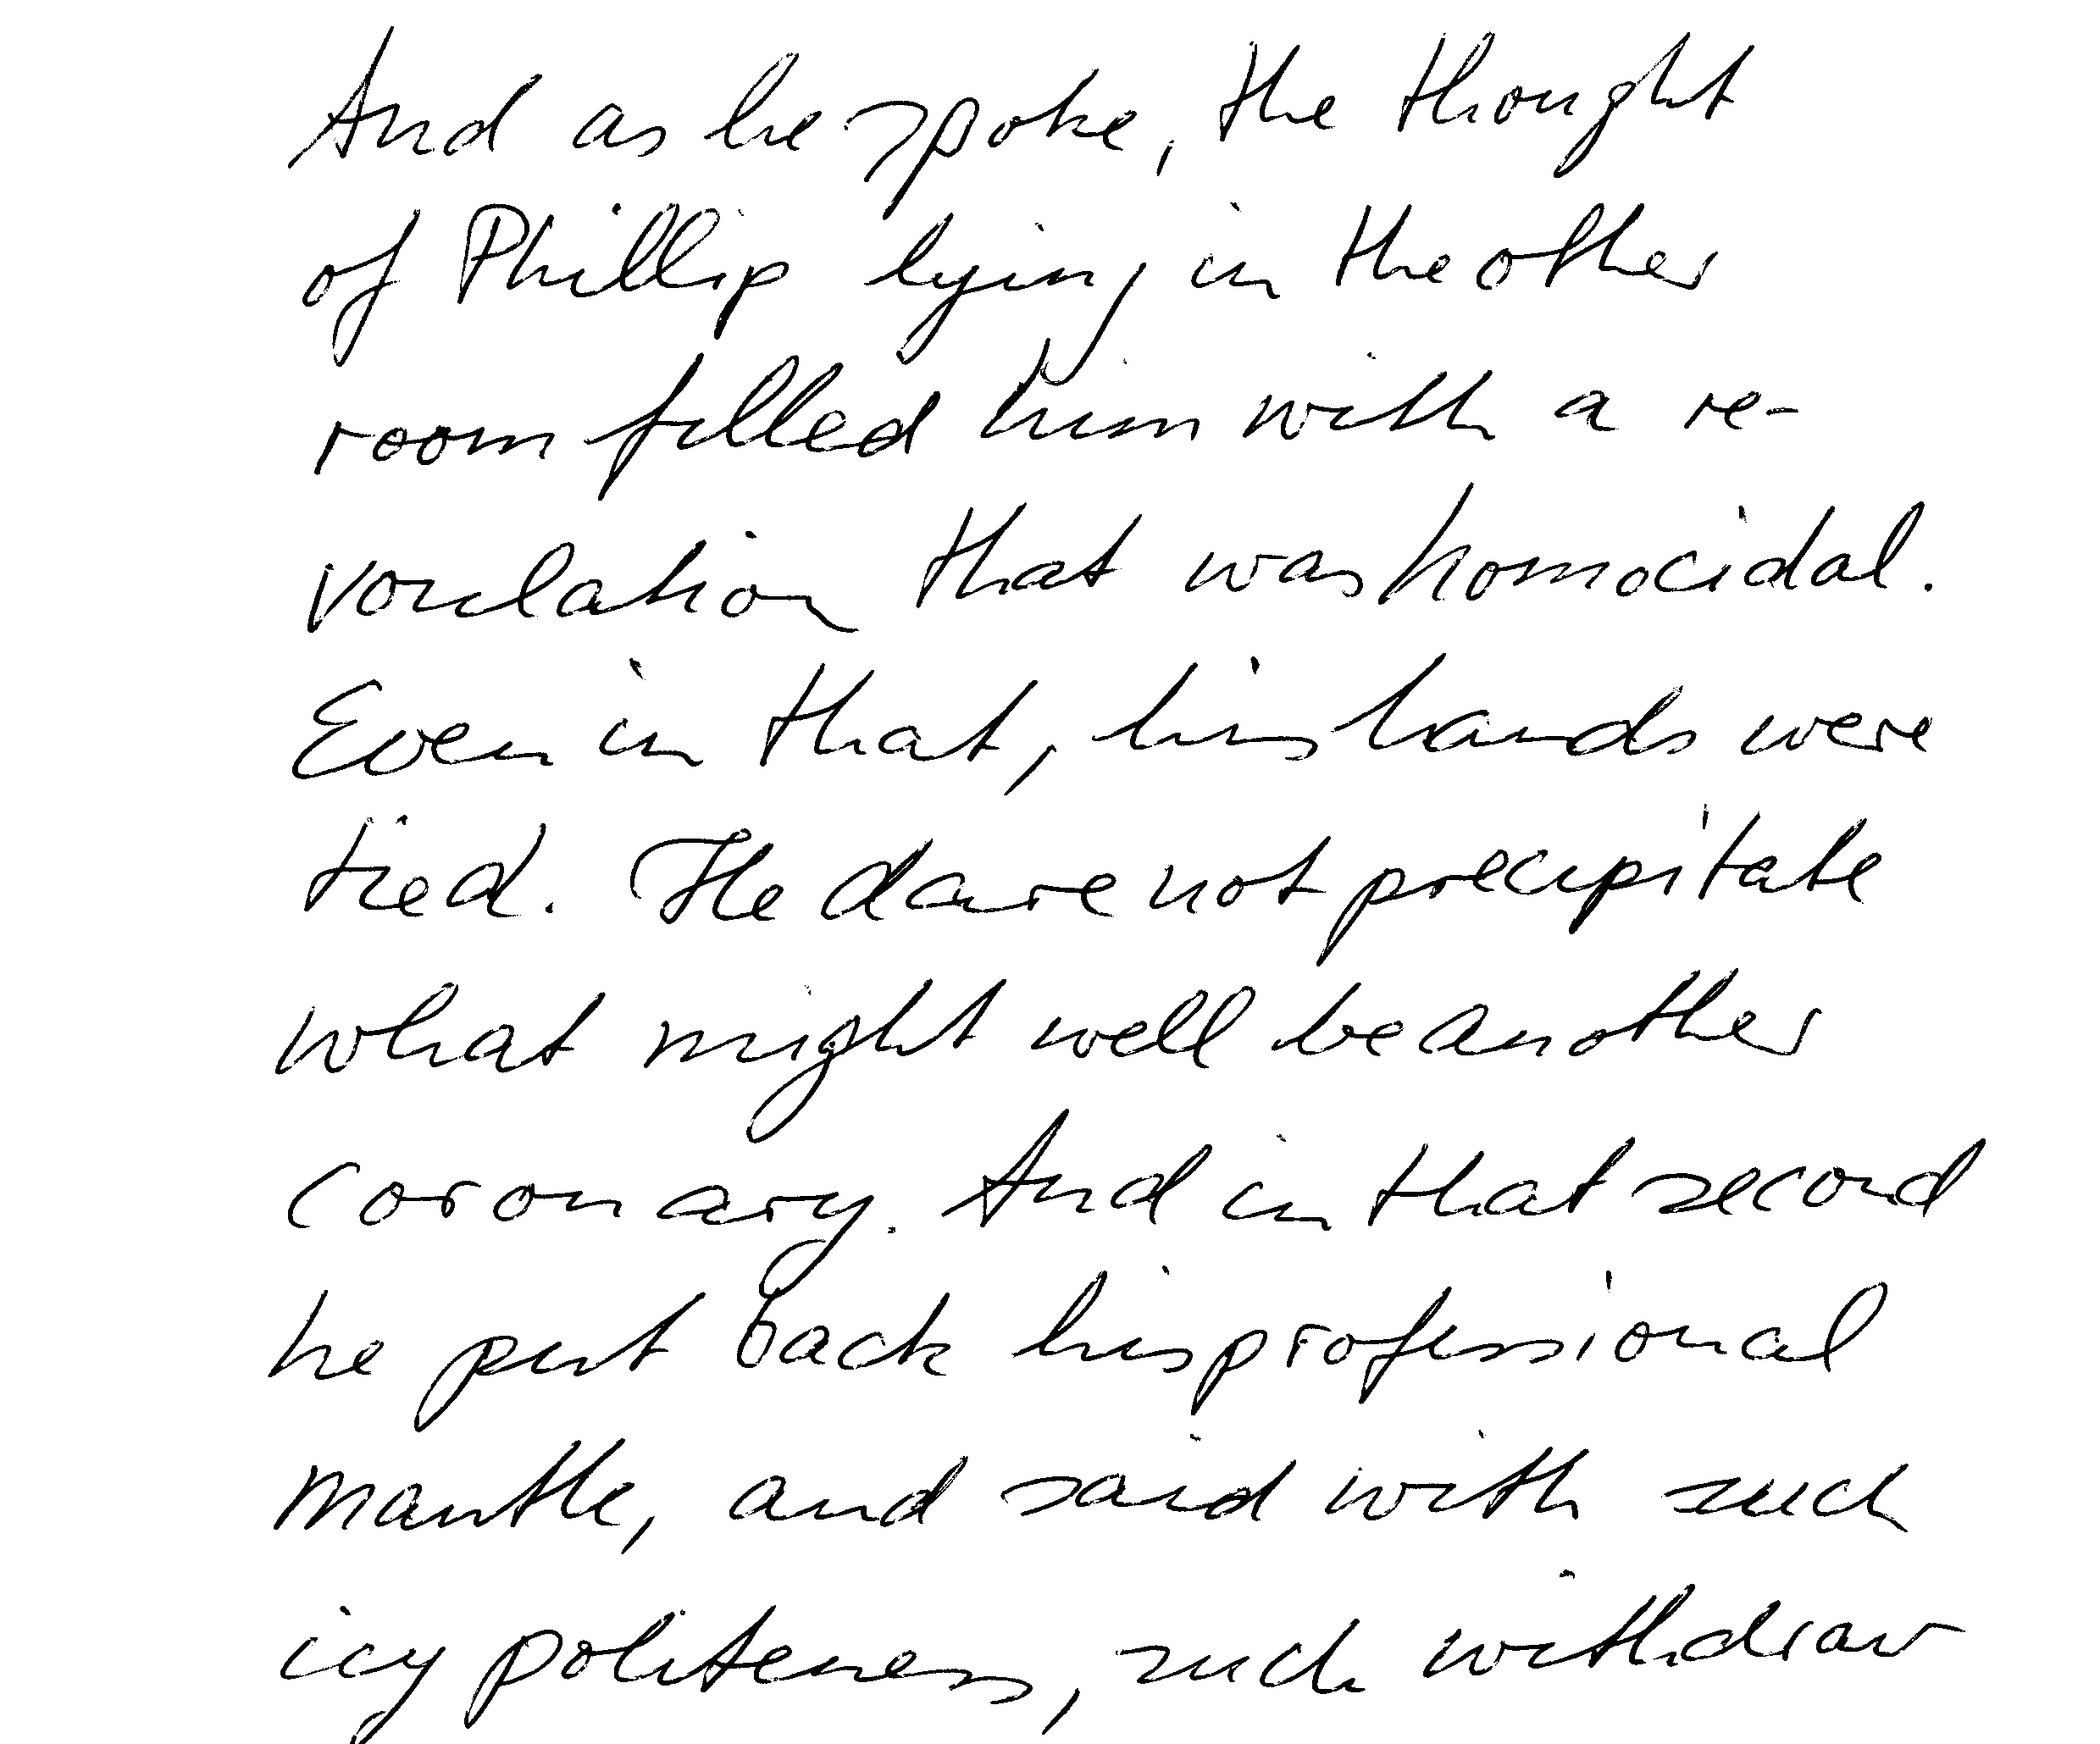 And as he spoke, the thought
of Phillip lying in the other
room filled him with a re-
voulation that was homocidal.
Even in that, his hands were
tied. He dare not precipitate
what might well be another
coronary. And in that second
he put back his professional
mantle, and said with such
icy politeness, such withdraw